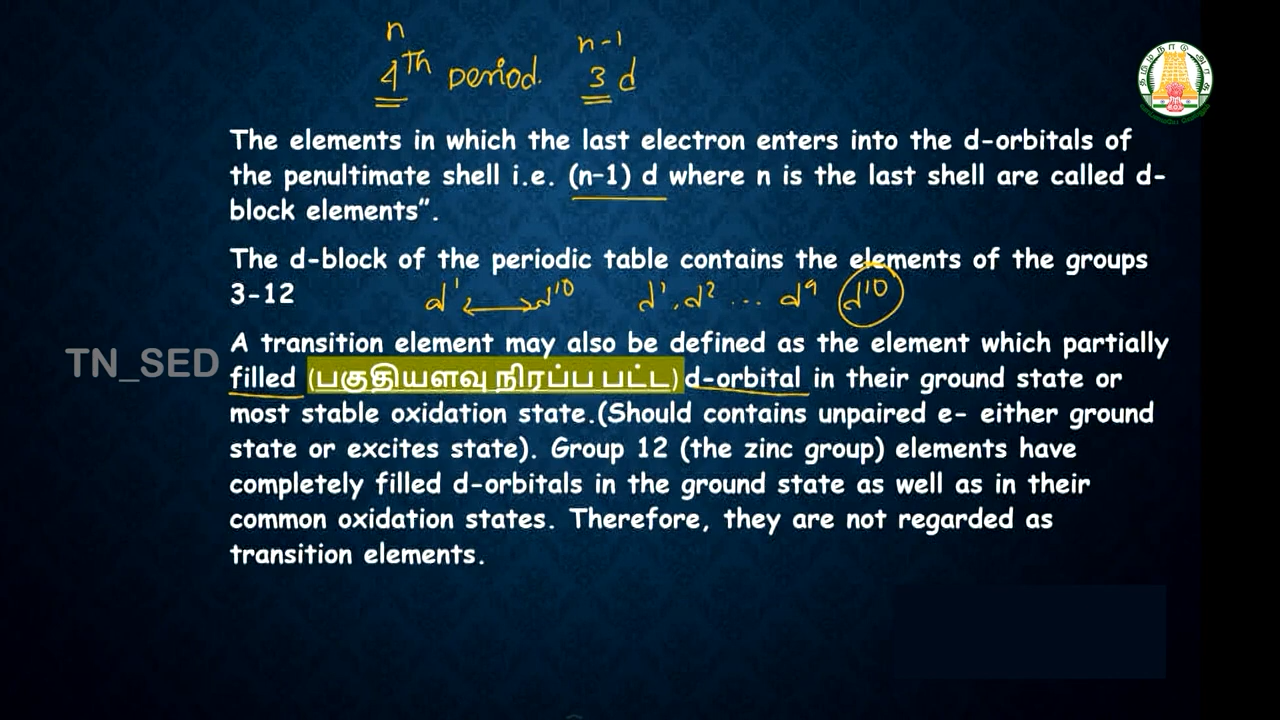 n n-1
4th period. 3d
The elements in which the last electron enters into the d-orbitals of
the penultimate shell i.e. (n-1) d where n is the last shell are called d-
block elements”.
The d-block of the periodic table contains the elements of the groups
3-12
d¹ ⟷ d¹⁰ d¹, d² ... d⁹ d¹⁰
A transition element may also be defined as the element which partially
TN_SED
filled (பகுதியளவு நிரப்ப பட்ட) d-orbital in their ground state or
most stable oxidation state.(Should contains unpaired e- either ground
state or excites state). Group 12 (the zinc group) elements have
completely filled d-orbitals in the ground state as well as in their
common oxidation states. Therefore, they are not regarded as
transition elements.